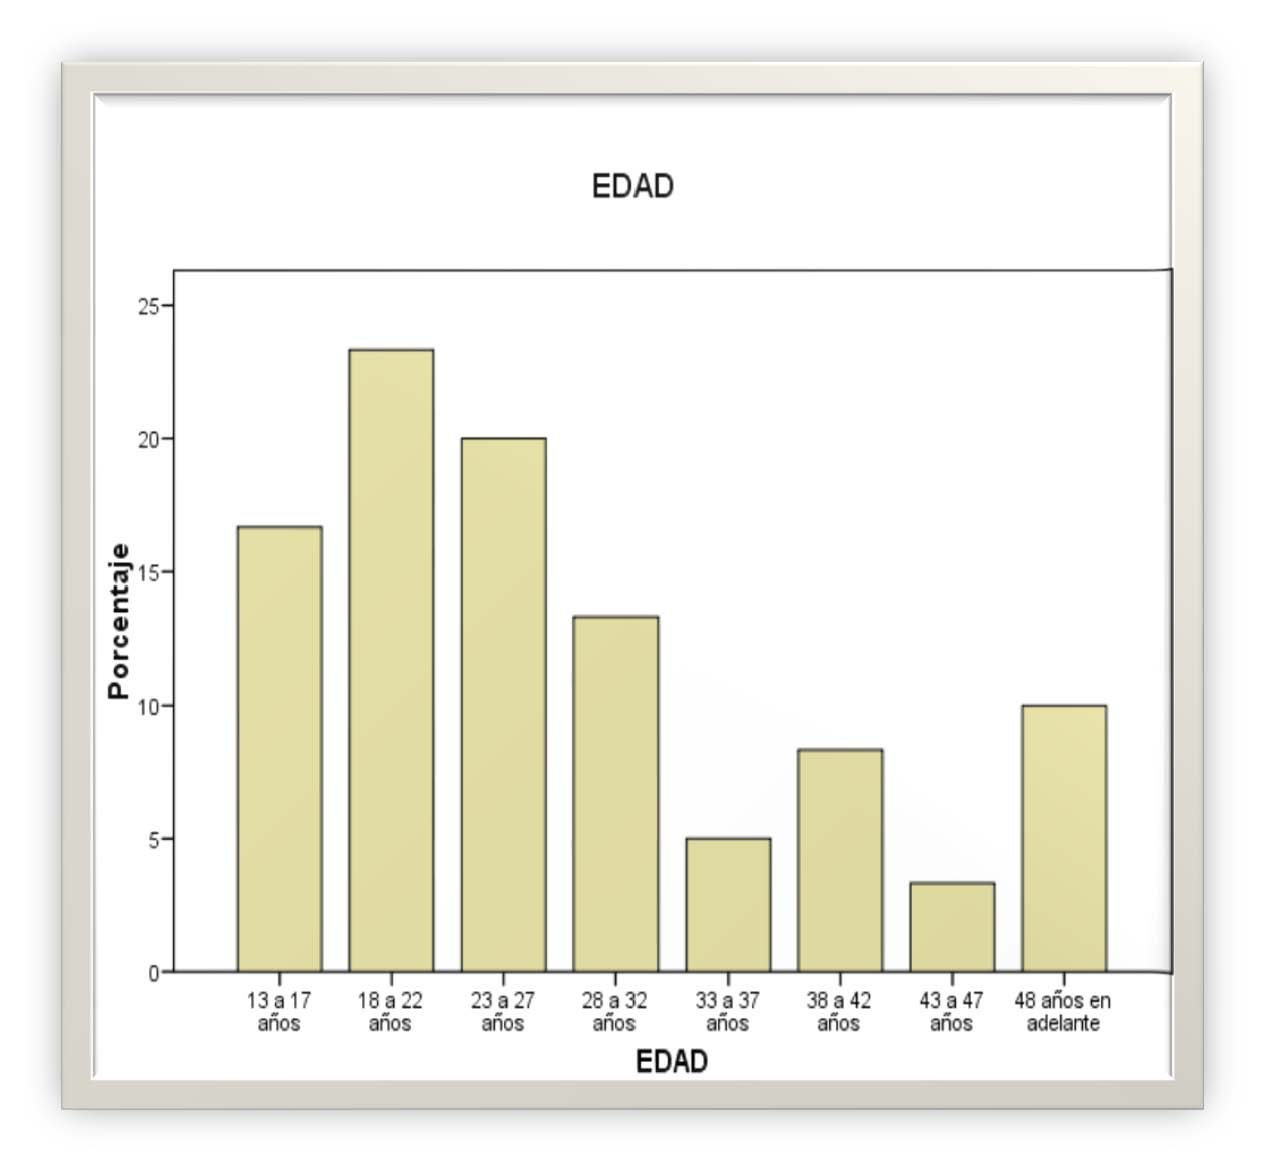 EDAD
Porcentaje
25
20
15
10
5
0
13 a 17
años
18 a 22
años
23 a 27
años
28 a 32
años
33 a 37
años
38 a 42
años
43 a 47
años
48 años en
adelante
EDAD